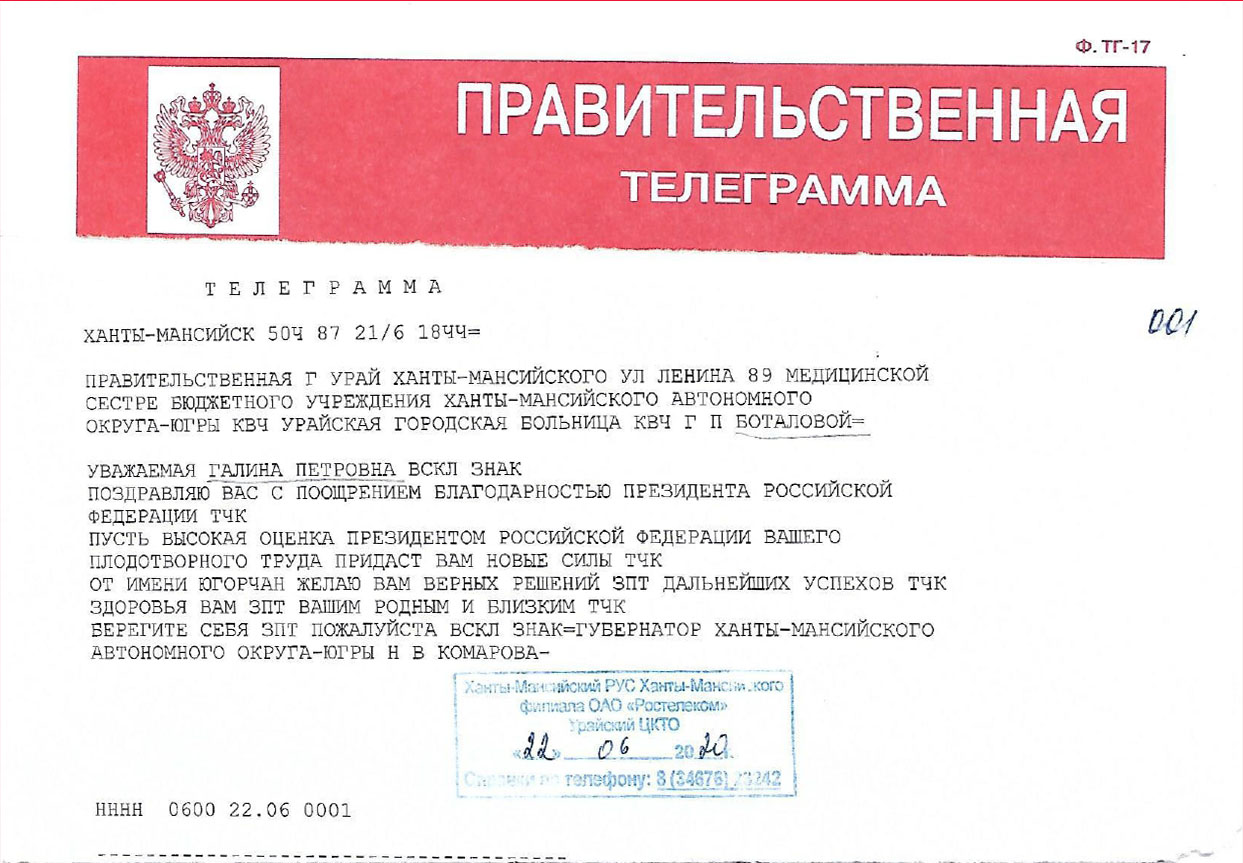 Ф. ТГ-17
ПРАВИТЕЛЬСТВЕННАЯ
ТЕЛЕГРАММА
Т Е Л Е Г Р А М М А
001
ХАНТЫ-МАНСИЙСК 50Ч 87 21/6 18ЧЧ=
ПРАВИТЕЛЬСТВЕННАЯ Г УРАЙ ХАНТЫ-МАНСИЙСКОГО УЛ ЛЕНИНА 89 МЕДИЦИНСКОЙ
СЕСТРЕ БЮДЖЕТНОГО УЧРЕЖДЕНИЯ ХАНТЫ-МАНСИЙСКОГО АВТОНОМНОГО
ОКРУГА-ЮГРЫ КВЧ УРАЙСКАЯ ГОРОДСКАЯ БОЛЬНИЦА КВЧ Г П БОТАЛОВОЙ=
УВАЖАЕМАЯ ГАЛИНА ПЕТРОВНА ВСКЛ ЗНАК
ПОЗДРАВЛЯЮ ВАС С ПООЩРЕНИЕМ БЛАГОДАРНОСТЬЮ ПРЕЗИДЕНТА РОССИЙСКОЙ
ФЕДЕРАЦИИ ТЧК
ПУСТЬ ВЫСОКАЯ ОЦЕНКА ПРЕЗИДЕНТОМ РОССИЙСКОЙ ФЕДЕРАЦИИ ВАШЕГО
ПЛОДОТВОРНОГО ТРУДА ПРИДАСТ ВАМ НОВЫЕ СИЛЫ ТЧК
ОТ ИМЕНИ ЮГОРЧАН ЖЕЛАЮ ВАМ ВЕРНЫХ РЕШЕНИЙ ЗПТ ДАЛЬНЕЙШИХ УСПЕХОВ ТЧК
ЗДОРОВЬЯ ВАМ ЗПТ ВАШИМ РОДНЫМ И БЛИЗКИМ ТЧК
БЕРЕГИТЕ СЕБЯ ЗПТ ПОЖАЛУЙСТА ВСКЛ ЗНАК=ГУБЕРНАТОР ХАНТЫ-МАНСИЙСКОГО
АВТОНОМНОГО ОКРУГА-ЮГРЫ Н В КОМАРОВА-
Ханты-Мансийский РУС Ханты-Мансийского
филиала ОАО «Ростелеком»
Урайский ЦКТО
«22» 06 2020г.
Справки по телефону: 8 (34676)
НННН 0600 22.06 0001